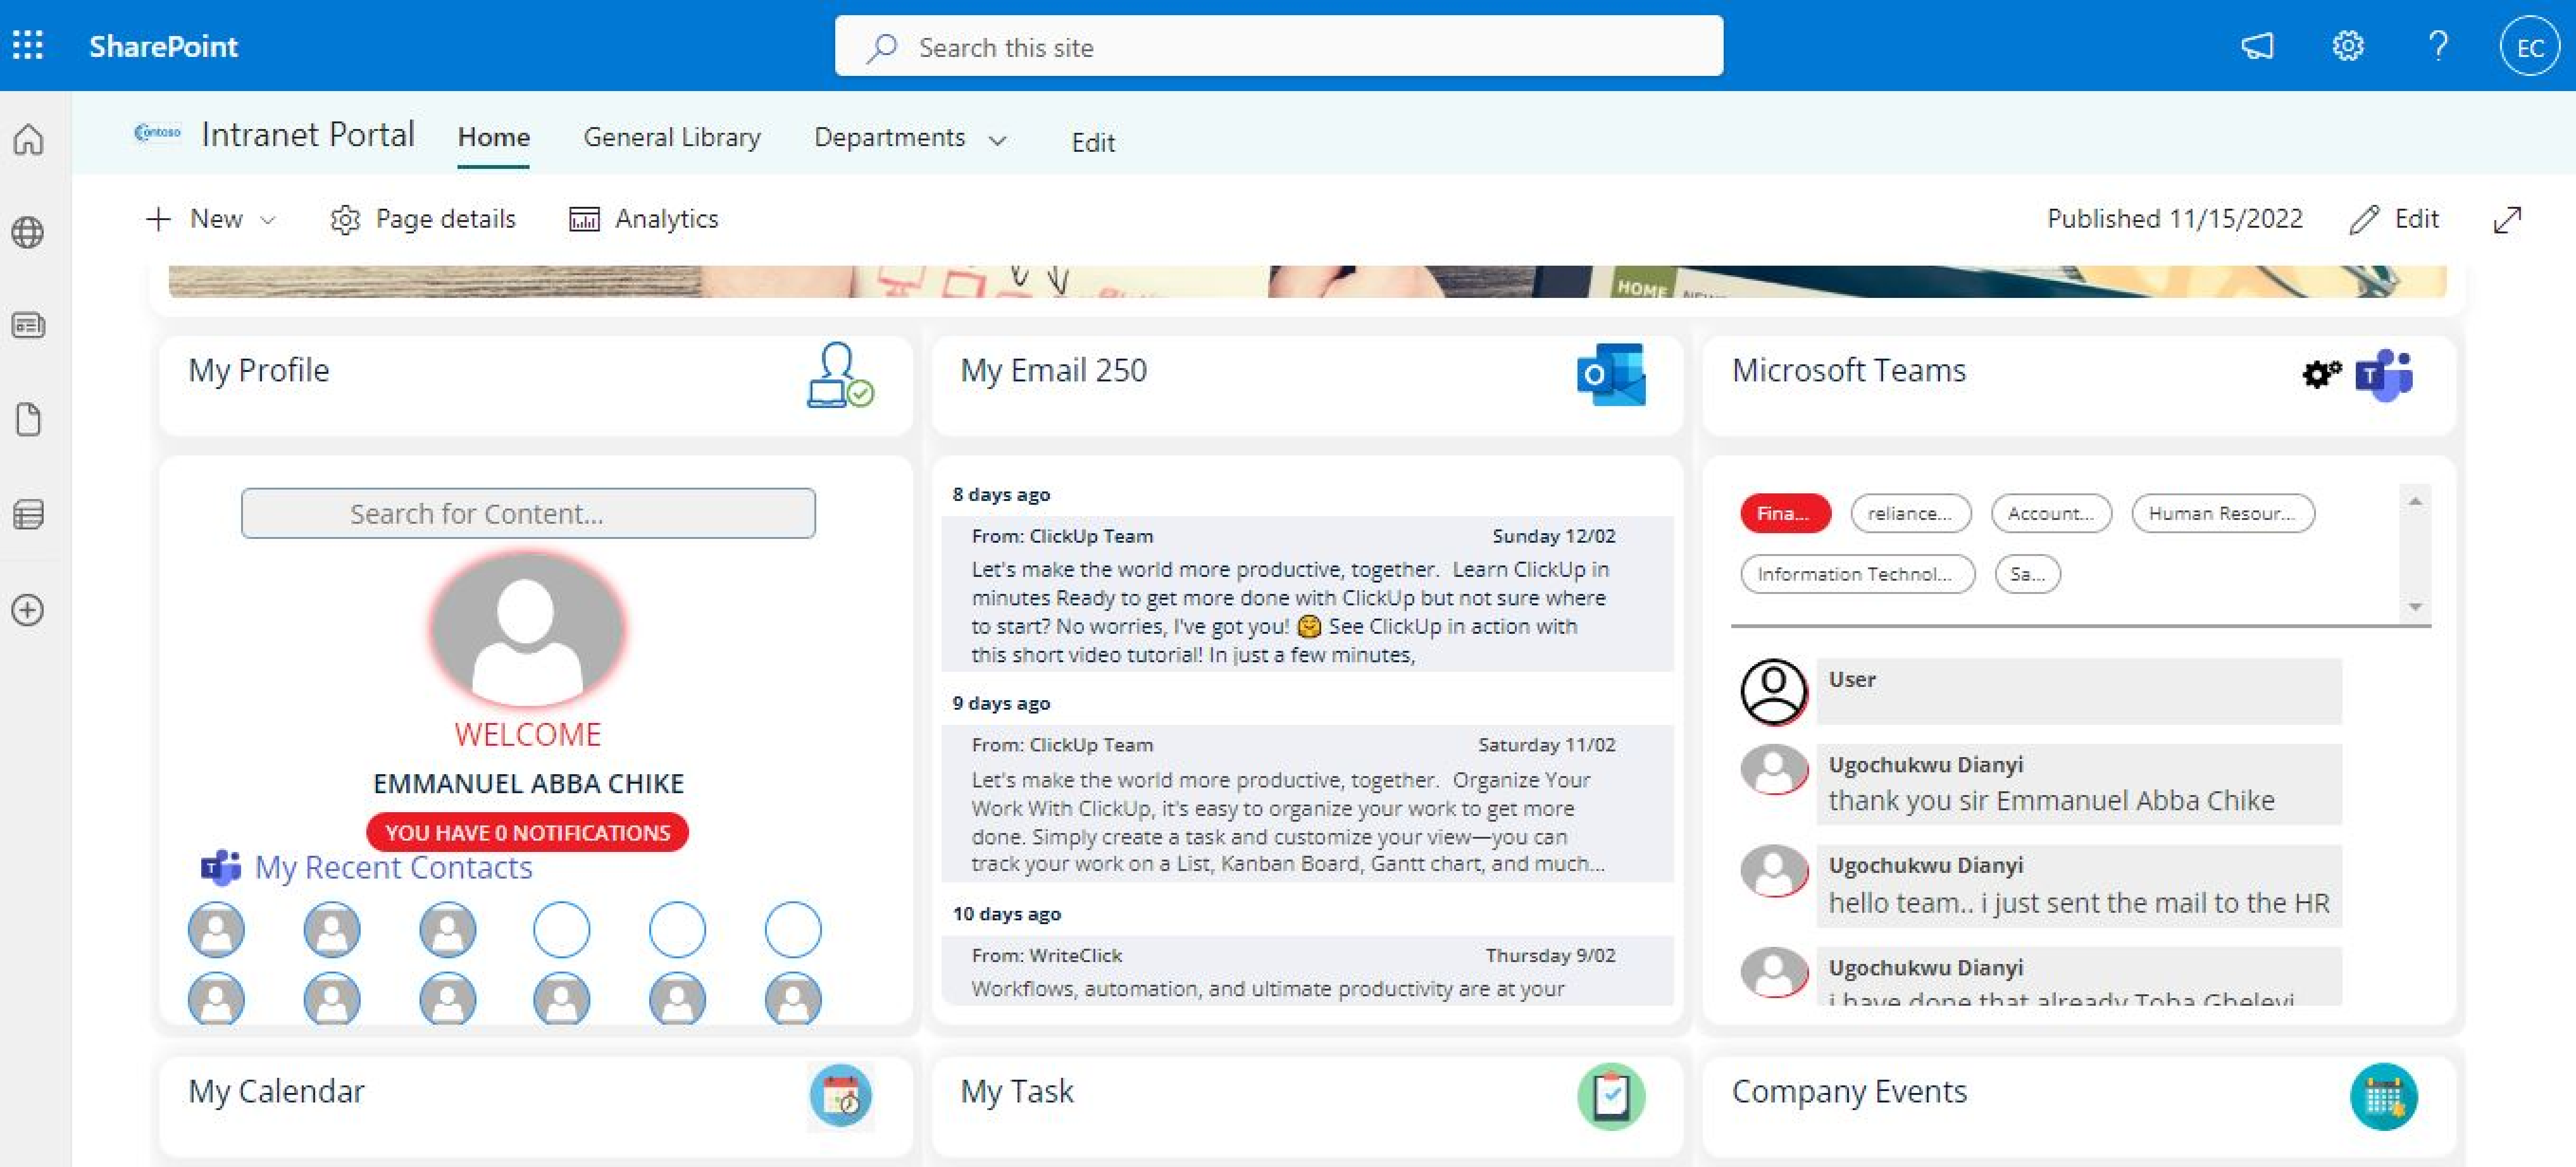 SharePoint
Search this site
EC
Contoso
Intranet Portal
Home
General Library
Departments
Edit
New
Page details
Analytics
Published 11/15/2022
Edit
HOME
My Profile
My Email 250
Microsoft Teams
Search for Content...
WELCOME
EMMANUEL ABBA CHIKE
YOU HAVE 0 NOTIFICATIONS
My Recent Contacts
8 days ago
From: ClickUp Team
Sunday 12/02
Let's make the world more productive, together. Learn ClickUp in
minutes Ready to get more done with ClickUp but not sure where
to start? No worries, I've got you! 🤗 See ClickUp in action with
this short video tutorial! In just a few minutes,
9 days ago
From: ClickUp Team
Saturday 11/02
Let's make the world more productive, together. Organize Your
Work With ClickUp, it's easy to organize your work to get more
done. Simply create a task and customize your view—you can
track your work on a List, Kanban Board, Gantt chart, and much...
10 days ago
From: WriteClick
Thursday 9/02
Workflows, automation, and ultimate productivity are at your
Fina...
reliance...
Account...
Human Resour...
Information Technol...
Sa...
User
Ugochukwu Dianyi
thank you sir Emmanuel Abba Chike
Ugochukwu Dianyi
hello team.. i just sent the mail to the HR
Ugochukwu Dianyi
i have done that already Toba Gbeleyi
My Calendar
My Task
Company Events